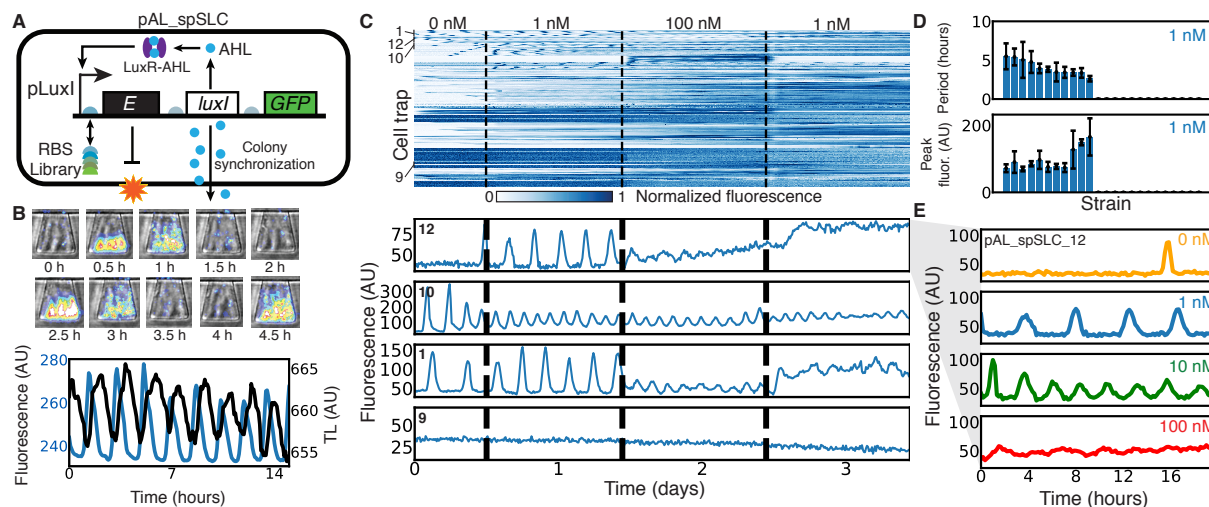 A
pAL_spSLC
AHL
LuxR-AHL
pLuxI
E
luxI
GFP
RBS
Library
Colony
synchronization
B
0 h
0.5 h
1 h
1.5 h
2 h
2.5 h
3 h
3.5 h
4 h
4.5 h
Fluorescence (AU)
280
260
240
665
660
655
TL (AU)
0
7
14
Time (hours)
C
0 nM
1 nM
100 nM
1 nM
1
12
10
9
Cell trap
0
1
Normalized fluorescence
Fluorescence (AU)
12
75
50
10
300
200
100
1
150
100
50
9
50
25
0
1
2
3
Time (days)
D
Period (hours)
10
5
0
1 nM
Peak
fluor. (AU)
200
0
1 nM
Strain
E
pAL_spSLC_12
Fluorescence (AU)
100
50
0 nM
100
50
1 nM
100
50
10 nM
100
50
100 nM
0
4
8
12
16
Time (hours)